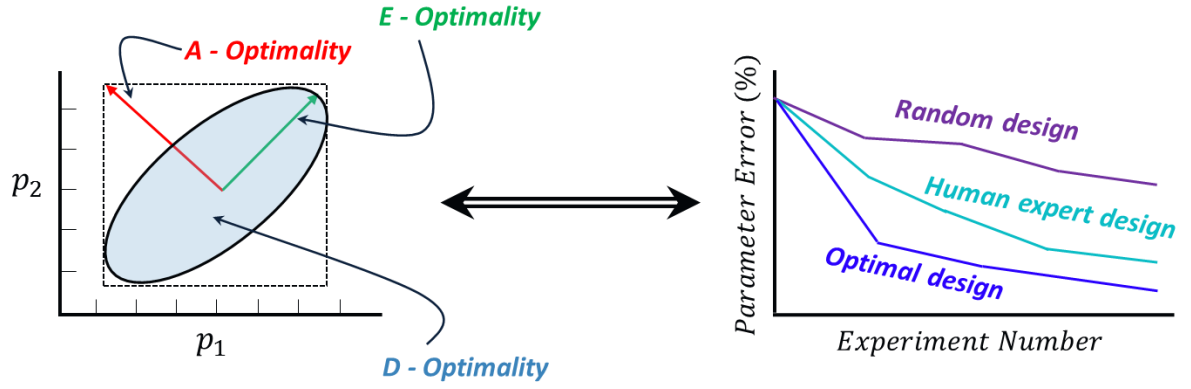 E - Optimality
A - Optimality
p₂
p₁
D - Optimality
Parameter Error (%)
Random design
Human expert design
Optimal design
Experiment Number